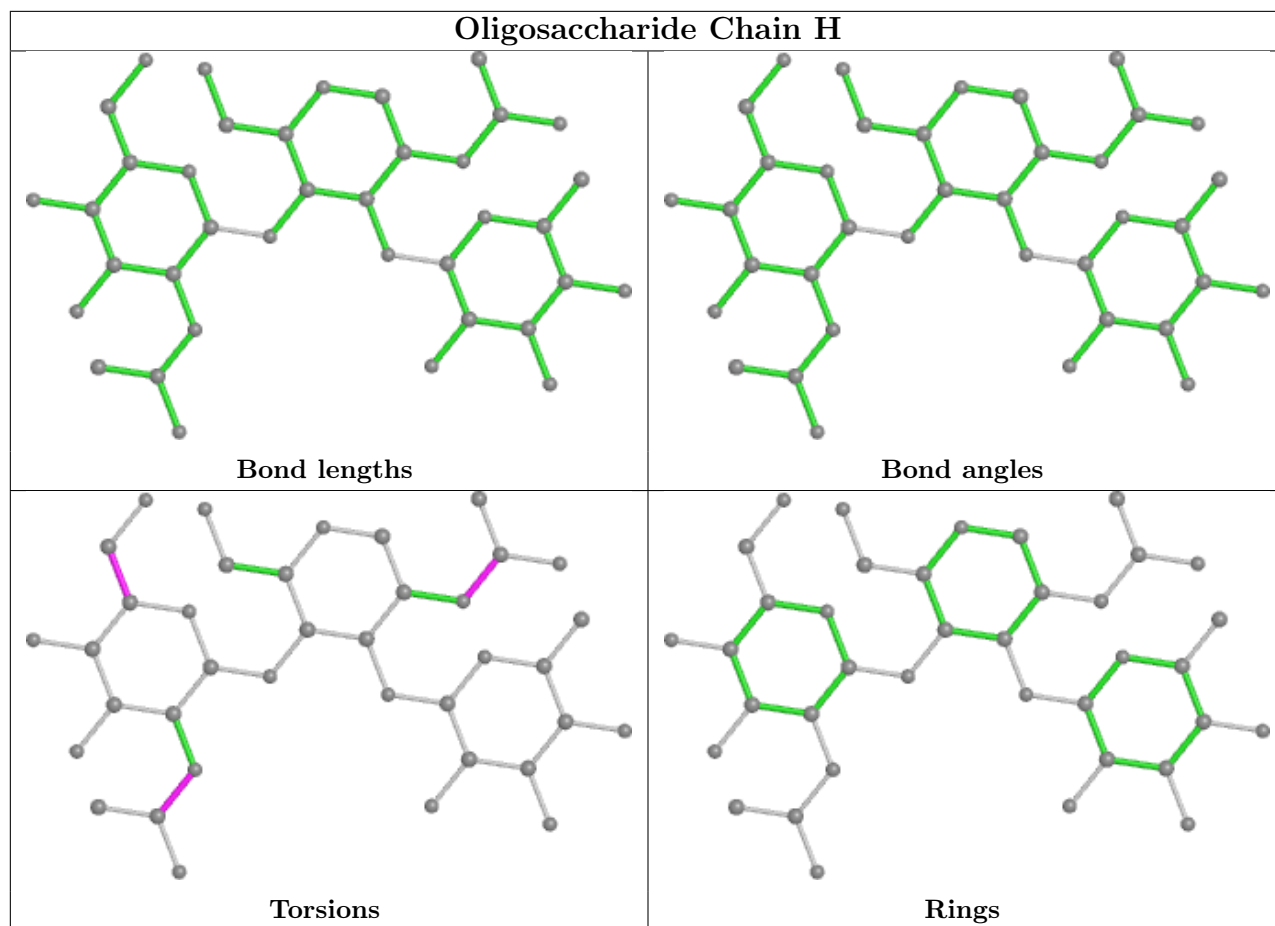 Oligosaccharide Chain H
Bond lengths
Bond angles
Torsions
Rings